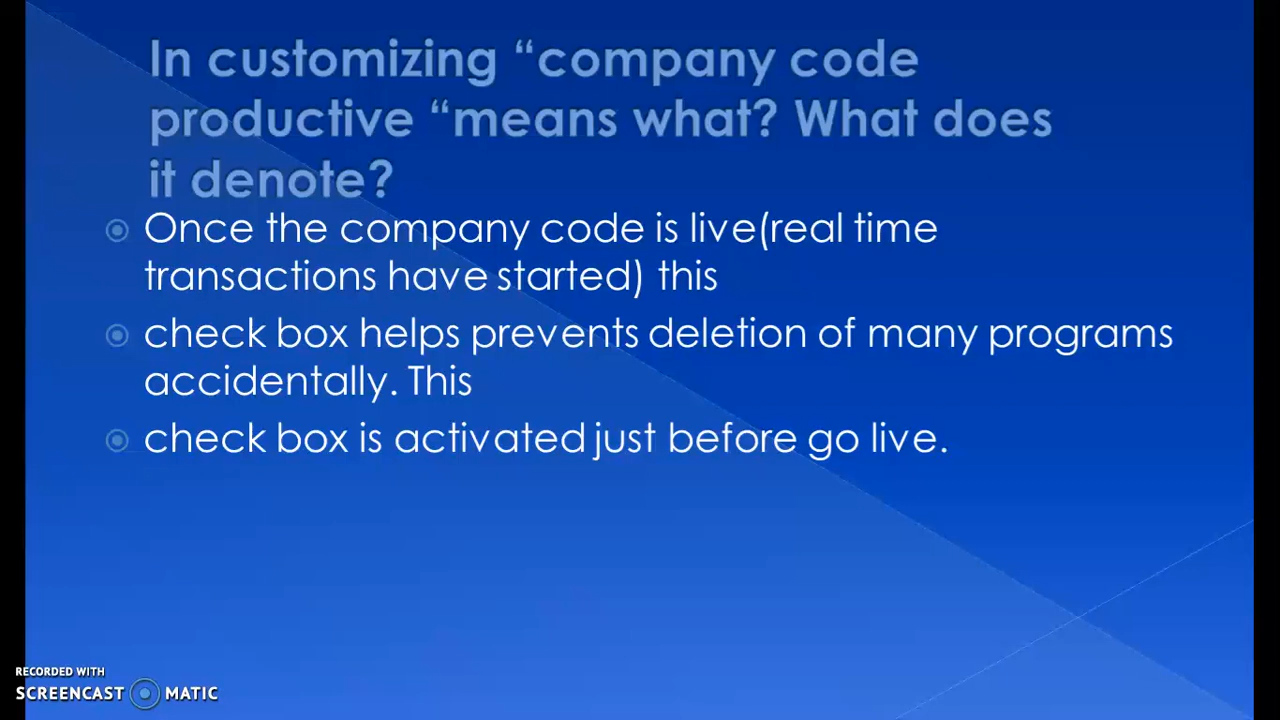 In customizing “company code
productive “means what? What does
it denote?
Once the company code is live(real time
transactions have started) this
check box helps prevents deletion of many programs
accidentally. This
check box is activated just before go live.
RECORDED WITH
SCREENCAST MATIC